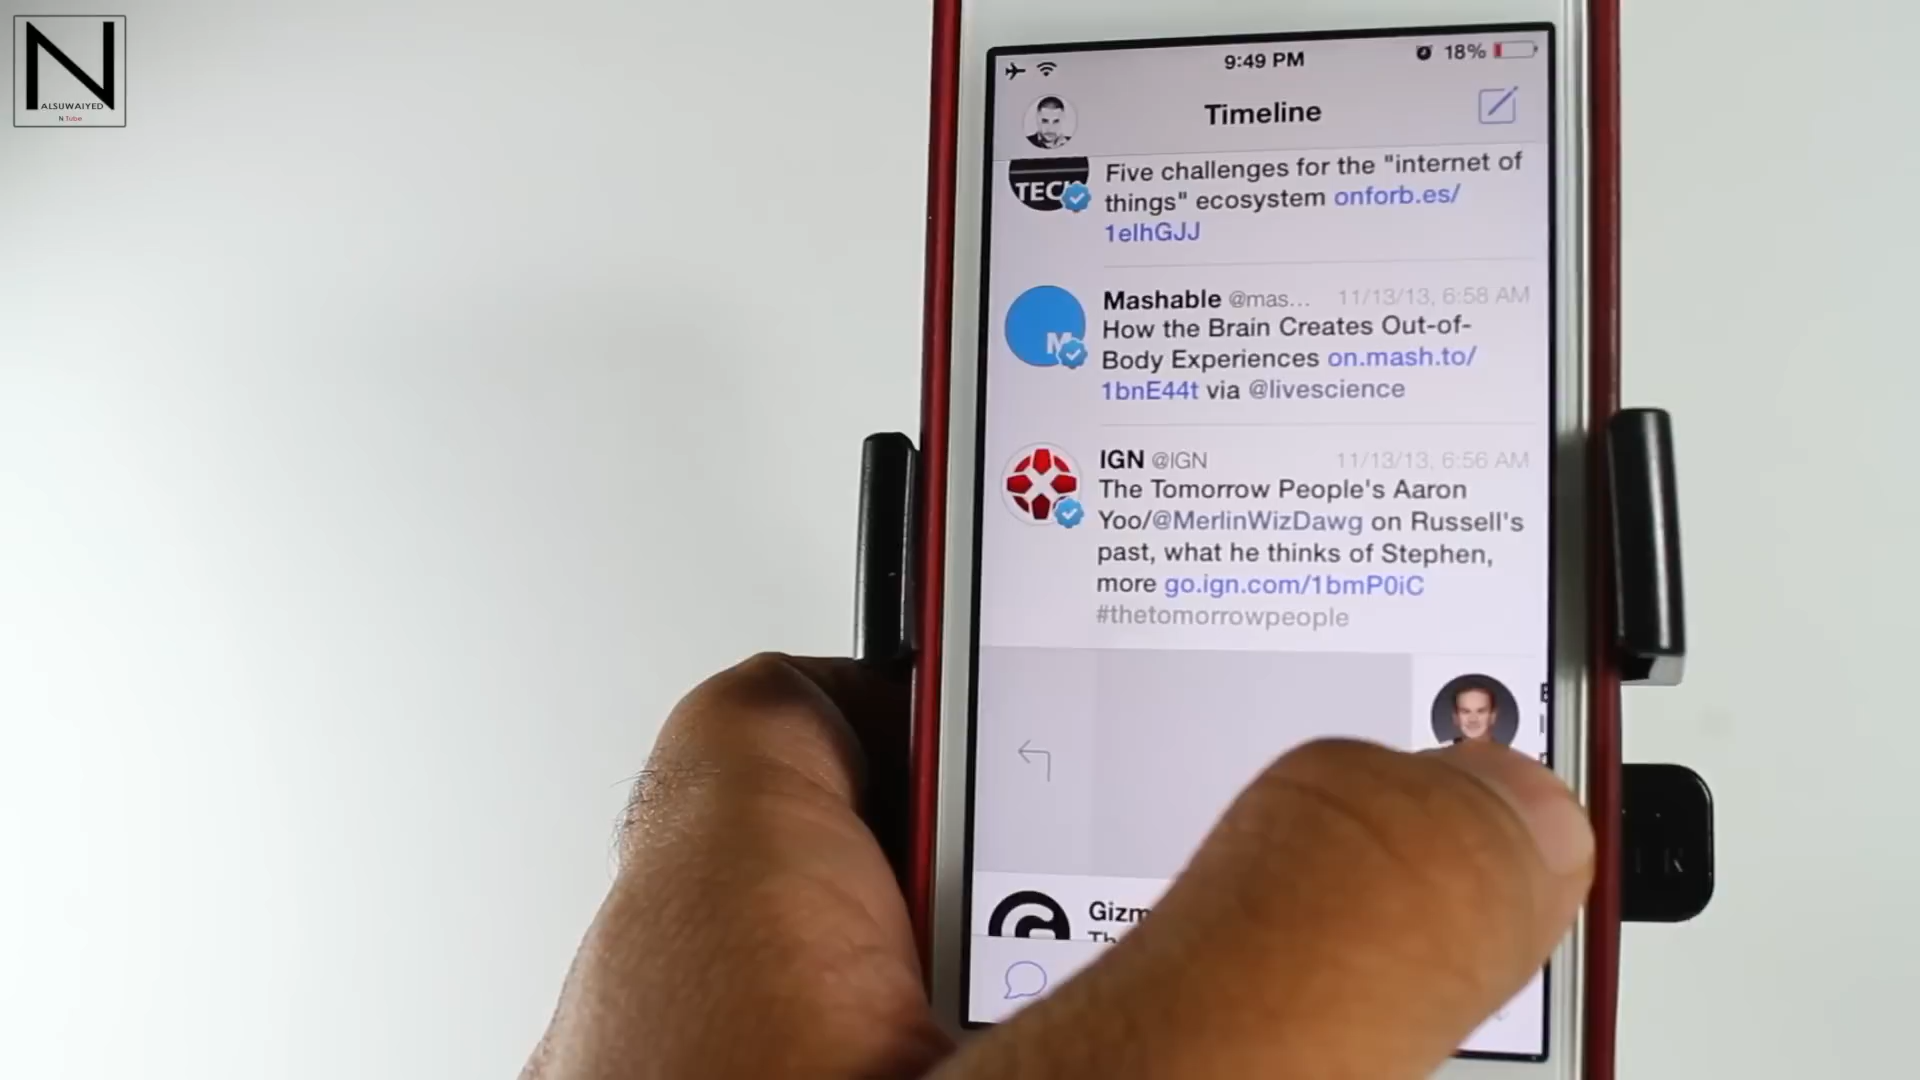 N
ALSUWAIYED
N Tube
9:49 PM
18%
Timeline
TECH
Five challenges for the "internet of
things" ecosystem onforb.es/
1elhGJJ
Mashable @mas... 11/13/13, 6:58 AM
M
How the Brain Creates Out-of-
Body Experiences on.mash.to/
1bnE44t via @livescience
IGN @IGN 11/13/13, 6:56 AM
The Tomorrow People's Aaron
Yoo/@MerlinWizDawg on Russell's
past, what he thinks of Stephen,
more go.ign.com/1bmP0iC
#thetomorrowpeople
Gizm
Th